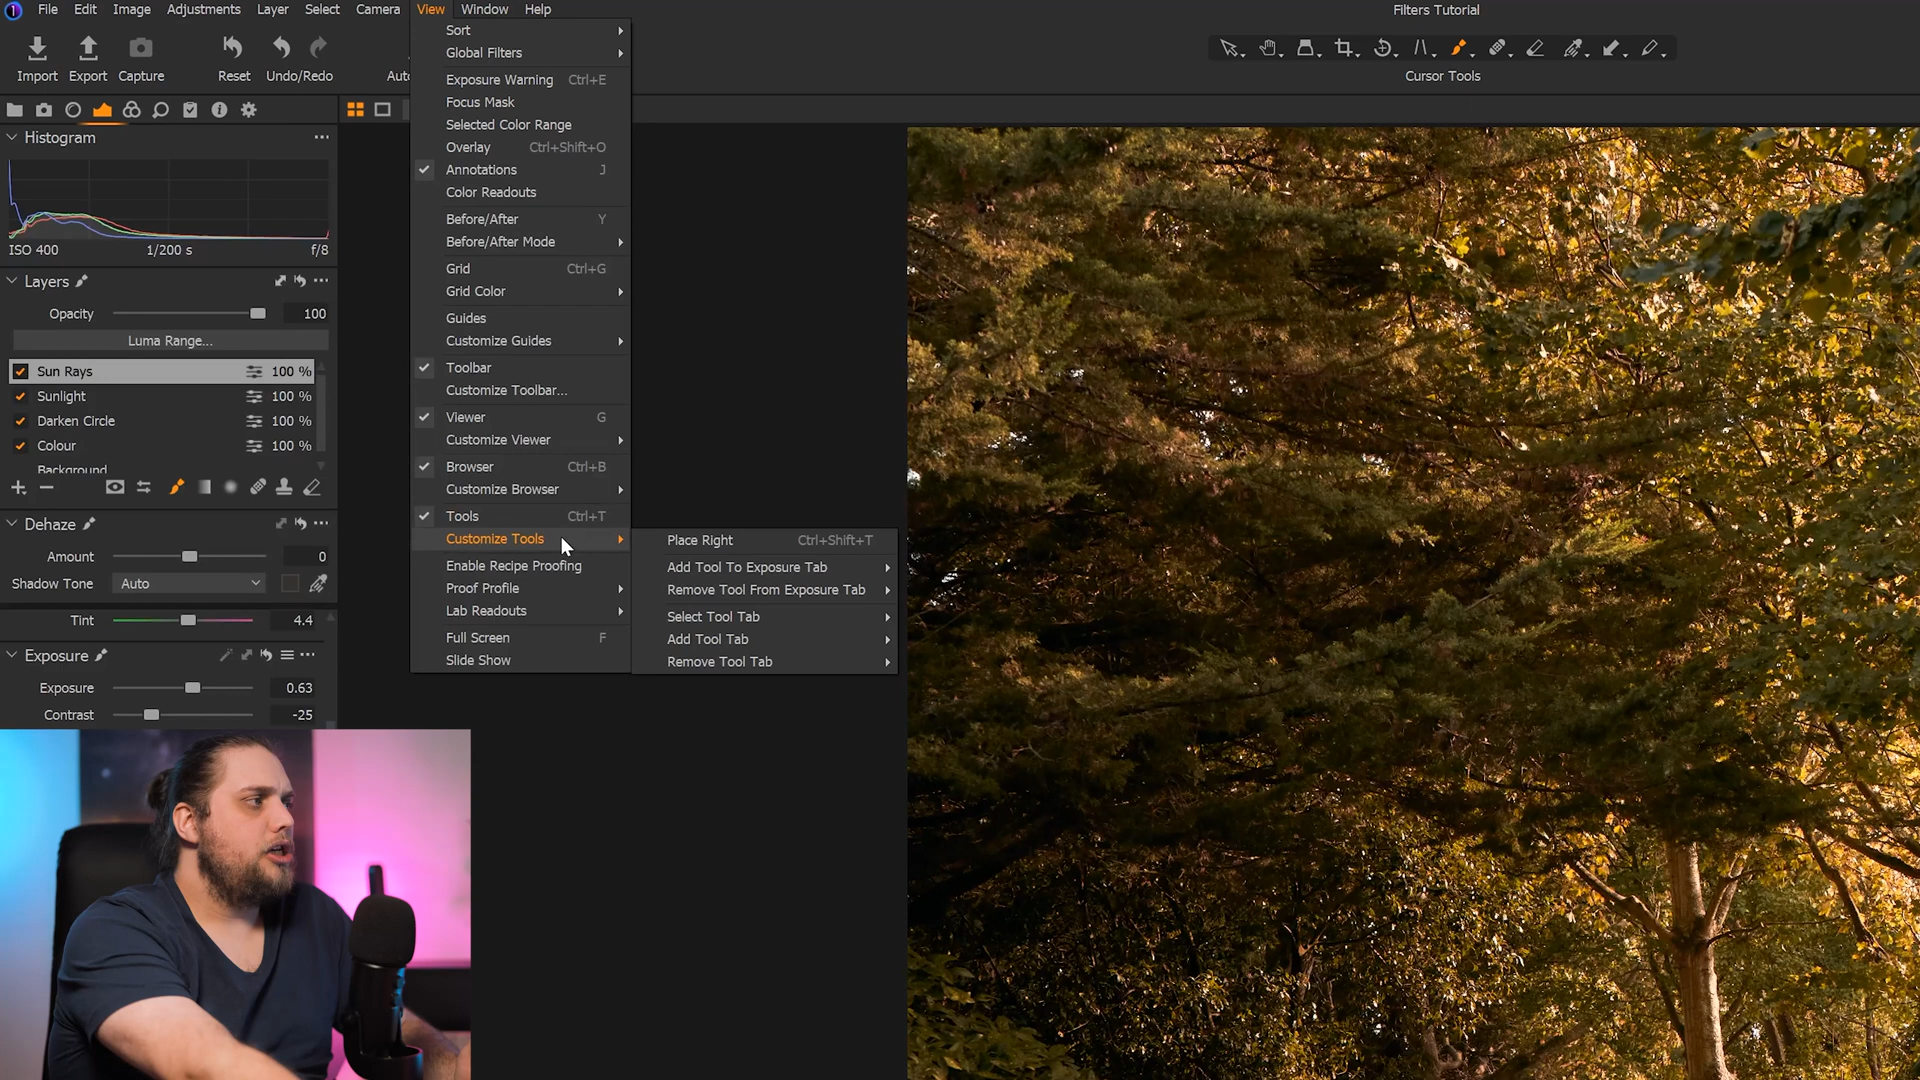 File Edit Image Adjustments Layer Select Camera View Window Help
Filters Tutorial
Import Export Capture Reset Undo/Redo
Cursor Tools
Histogram
ISO 400 1/200 s f/8
Layers
Opacity 100
Luma Range...
Sun Rays 100 %
Sunlight 100 %
Darken Circle 100 %
Colour 100 %
Background
Dehaze
Amount 0
Shadow Tone Auto
Tint 4.4
Exposure
Exposure 0.63
Contrast -25
Sort
Global Filters
Exposure Warning Ctrl+E
Focus Mask
Selected Color Range
Overlay Ctrl+Shift+O
Annotations J
Color Readouts
Before/After Y
Before/After Mode
Grid Ctrl+G
Grid Color
Guides
Customize Guides
Toolbar
Customize Toolbar...
Viewer G
Customize Viewer
Browser Ctrl+B
Customize Browser
Tools Ctrl+T
Customize Tools
Enable Recipe Proofing
Proof Profile
Lab Readouts
Full Screen F
Slide Show
Place Right Ctrl+Shift+T
Add Tool To Exposure Tab
Remove Tool From Exposure Tab
Select Tool Tab
Add Tool Tab
Remove Tool Tab